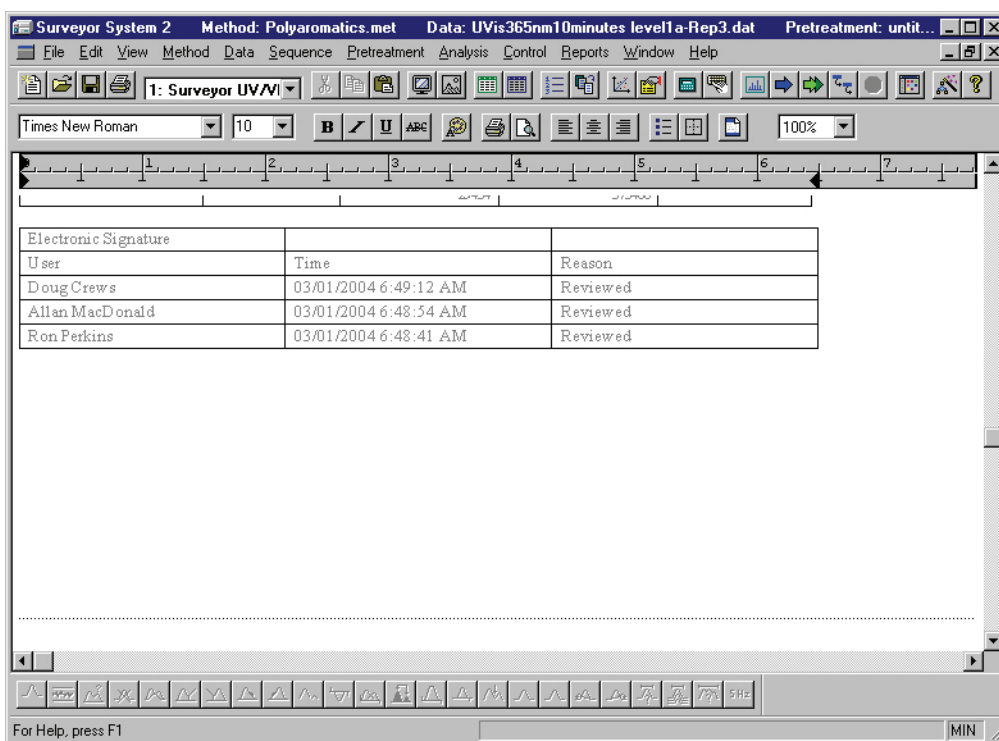 Surveyor System 2 Method: Polyaromatics.met Data: UVis365nm10minutes level1a-Rep3.dat Pretreatment: untit...
File Edit View Method Data Sequence Pretreatment Analysis Control Reports Window Help
1: Surveyor UV/VI
Times New Roman 10 B I U ABC 100%
1 2 3 4 5 6 7
Electronic Signature
User Time Reason
Doug Crews 03/01/2004 6:49:12 AM Reviewed
Allan MacDonald 03/01/2004 6:48:54 AM Reviewed
Ron Perkins 03/01/2004 6:48:41 AM Reviewed
5Hz
For Help, press F1 MIN